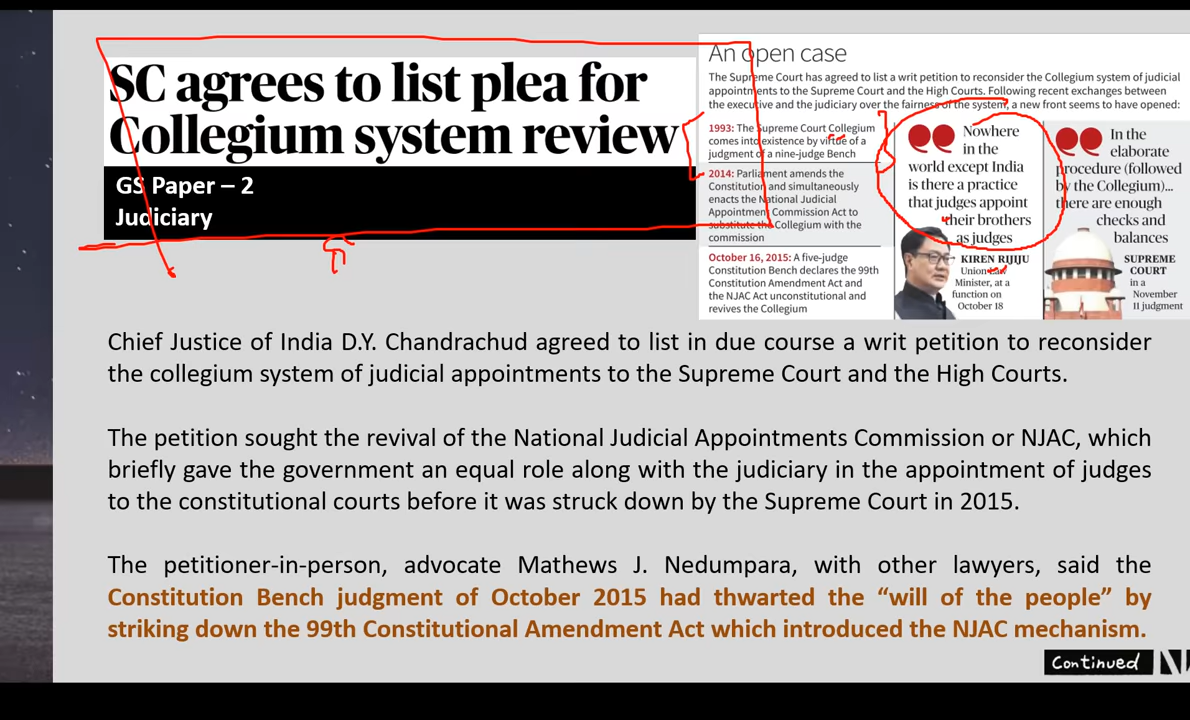 SC agrees to list plea for
Collegium system review
GS Paper – 2
Judiciary
An open case
The Supreme Court has agreed to list a writ petition to reconsider the Collegium system of judicial
appointments to the Supreme Court and the High Courts. Following recent exchanges between
the executive and the judiciary over the fairness of the system, a new front seems to have opened:
1993: The Supreme Court Collegium
comes into existence by virtue of a
judgment of a nine-judge Bench
2014: Parliament amends the
Constitution and simultaneously
enacts the National Judicial
Appointment Commission Act to
substitute the Collegium with the
commission
October 16, 2015: A five-judge
Constitution Bench declares the 99th
Constitution Amendment Act and
the NJAC Act unconstitutional and
revives the Collegium
Nowhere
in the
world except India
is there a practice
that judges appoint
their brothers
as judges
KIREN RIJIJU
Union Law
Minister, at a
function on
October 18
In the
elaborate
procedure (followed
by the Collegium)...
there are enough
checks and
balances
SUPREME
COURT
in a
November
11 judgment
Chief Justice of India D.Y. Chandrachud agreed to list in due course a writ petition to reconsider
the collegium system of judicial appointments to the Supreme Court and the High Courts.
The petition sought the revival of the National Judicial Appointments Commission or NJAC, which
briefly gave the government an equal role along with the judiciary in the appointment of judges
to the constitutional courts before it was struck down by the Supreme Court in 2015.
The petitioner-in-person, advocate Mathews J. Nedumpara, with other lawyers, said the
Constitution Bench judgment of October 2015 had thwarted the “will of the people” by
striking down the 99th Constitutional Amendment Act which introduced the NJAC mechanism.
Continued